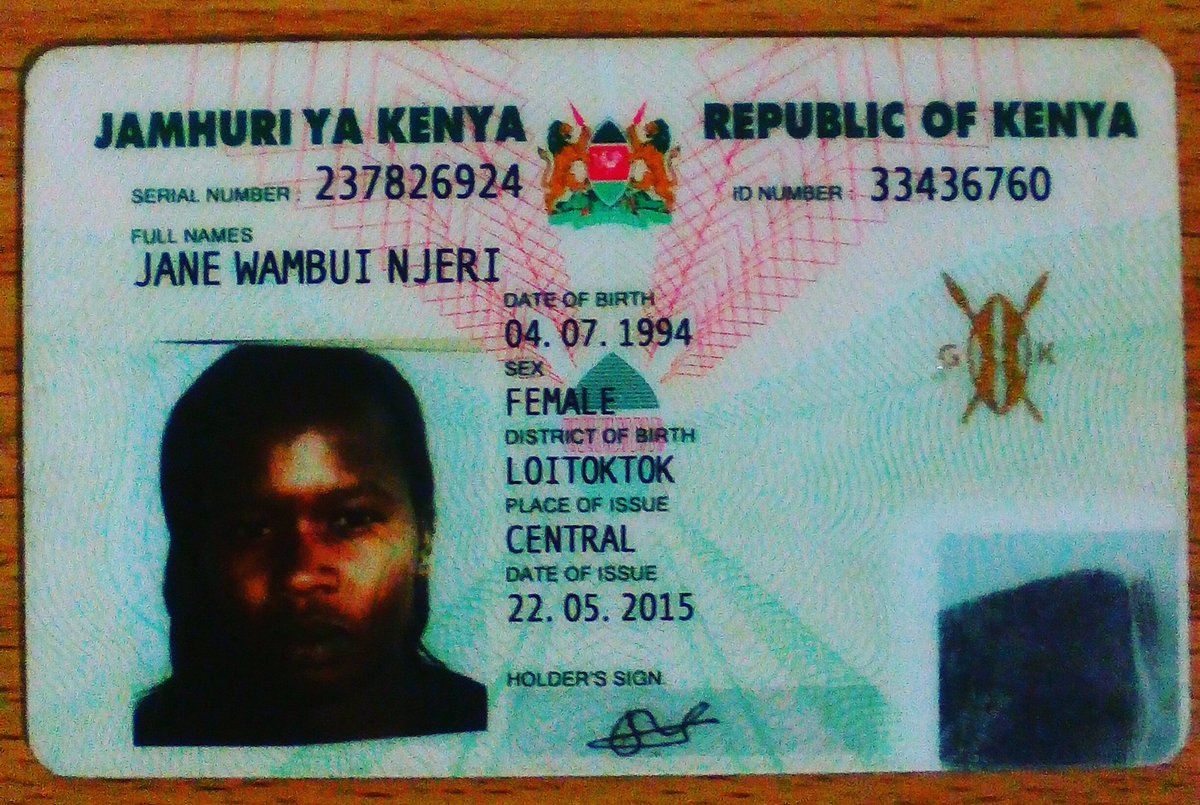 JAMHURI YA KENYA
REPUBLIC OF KENYA
SERIAL NUMBER : 237826924
ID NUMBER : 33436760
FULL NAMES
JANE WAMBUI NJERI
DATE OF BIRTH
04. 07. 1994
SEX
FEMALE
DISTRICT OF BIRTH
LOITOKTOK
PLACE OF ISSUE
CENTRAL
DATE OF ISSUE
22. 05. 2015
HOLDER'S SIGN
G K